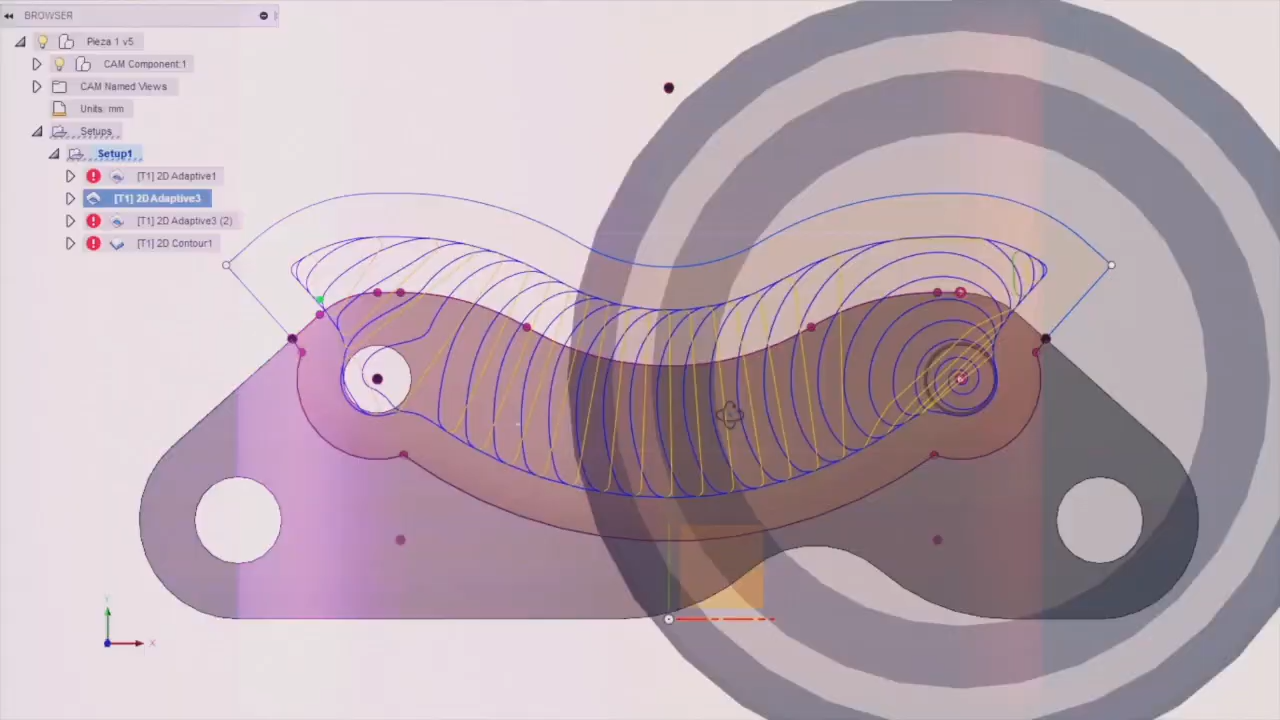 BROWSER
Pieza 1 v5
CAM Component:1
CAM Named Views
Units: mm
Setups
Setup1
[T1] 2D Adaptive1
[T1] 2D Adaptive3
[T1] 2D Adaptive3 (2)
[T1] 2D Contour1
Y
X